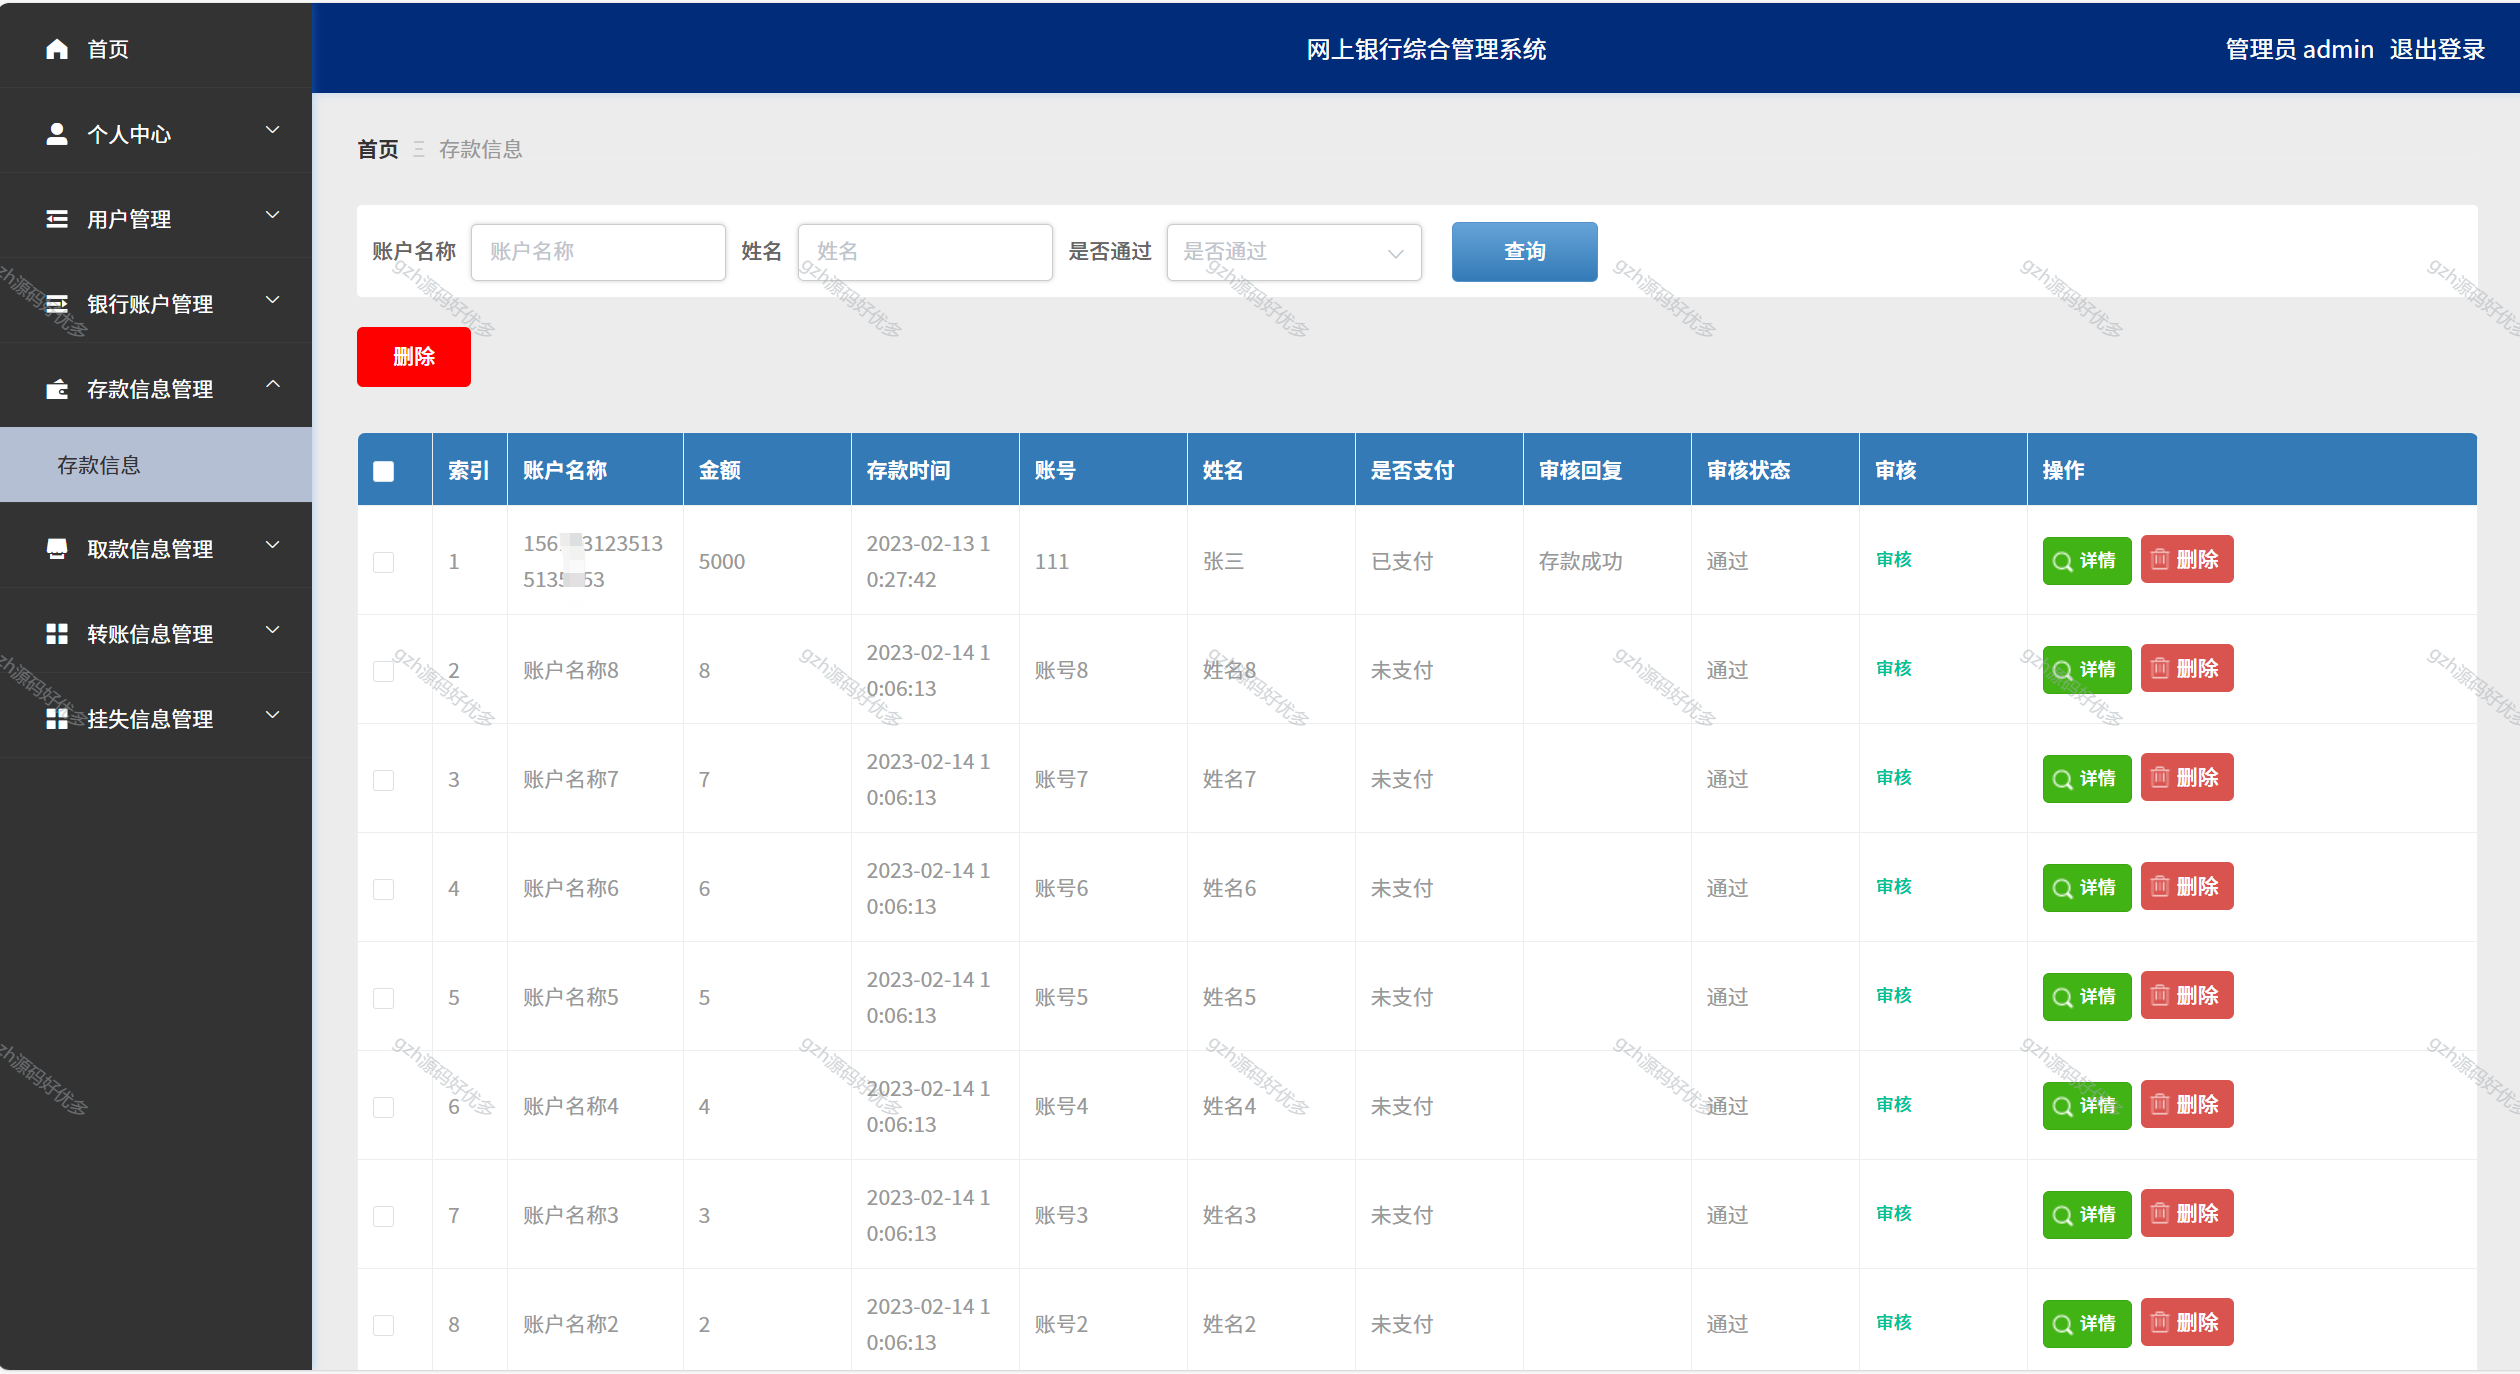 首页
个人中心
用户管理
银行账户管理
存款信息管理
存款信息
取款信息管理
转账信息管理
挂失信息管理
网上银行综合管理系统
管理员 admin 退出登录
首页 存款信息
账户名称 账户名称 姓名 姓名 是否通过 是否通过 查询
删除
索引 账户名称 金额 存款时间 账号 姓名 是否支付 审核回复 审核状态 审核 操作
1 5000 2023-02-13 10:27:42 111 张三 已支付 存款成功 通过 审核 详情 删除
2 账户名称8 8 2023-02-14 10:06:13 账号8 姓名8 未支付 通过 审核 详情 删除
3 账户名称7 7 2023-02-14 10:06:13 账号7 姓名7 未支付 通过 审核 详情 删除
4 账户名称6 6 2023-02-14 10:06:13 账号6 姓名6 未支付 通过 审核 详情 删除
5 账户名称5 5 2023-02-14 10:06:13 账号5 姓名5 未支付 通过 审核 详情 删除
6 账户名称4 4 2023-02-14 10:06:13 账号4 姓名4 未支付 通过 审核 详情 删除
7 账户名称3 3 2023-02-14 10:06:13 账号3 姓名3 未支付 通过 审核 详情 删除
8 账户名称2 2 2023-02-14 10:06:13 账号2 姓名2 未支付 通过 审核 详情 删除
gzh源码好优多